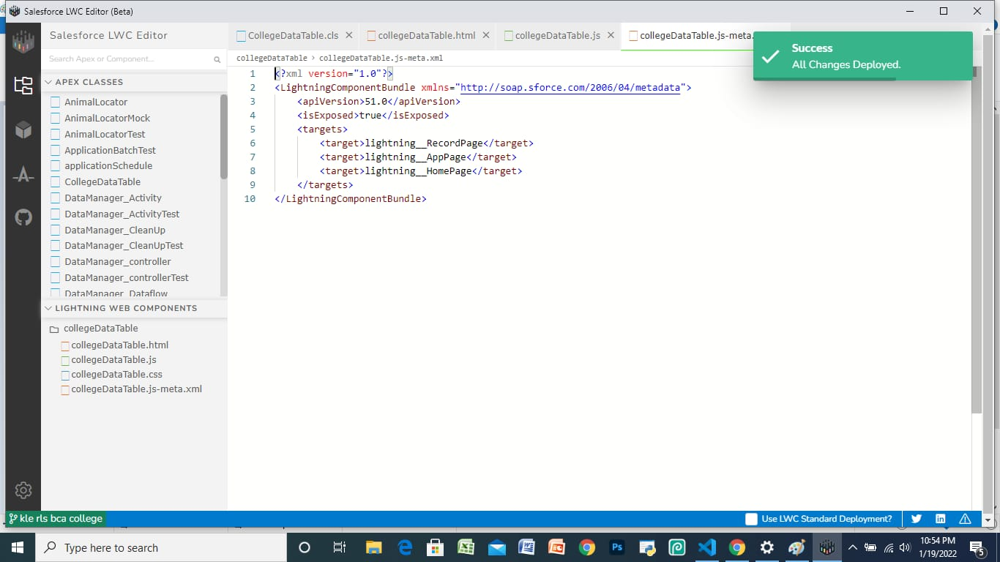 Salesforce LWC Editor (Beta)
Salesforce LWC Editor
Search Apex or Component...
APEX CLASSES
AnimalLocator
AnimalLocatorMock
AnimalLocatorTest
ApplicationBatchTest
applicationSchedule
CollegeDataTable
DataManager_Activity
DataManager_ActivityTest
DataManager_CleanUp
DataManager_CleanUpTest
DataManager_controller
DataManager_controllerTest
DataManager_Dataflow
LIGHTNING WEB COMPONENTS
collegeDataTable
collegeDataTable.html
collegeDataTable.js
collegeDataTable.css
collegeDataTable.js-meta.xml
CollegeDataTable.cls
collegeDataTable.html
collegeDataTable.js
collegeDataTable.js-meta.
collegeDataTable > collegeDataTable.js-meta.xml
1 <?xml version="1.0"?>
2 <LightningComponentBundle xmlns="http://soap.sforce.com/2006/04/metadata">
3 <apiVersion>51.0</apiVersion>
4 <isExposed>true</isExposed>
5 <targets>
6 <target>lightning__RecordPage</target>
7 <target>lightning__AppPage</target>
8 <target>lightning__HomePage</target>
9 </targets>
10 </LightningComponentBundle>
Success
All Changes Deployed.
kle rls bca college
Use LWC Standard Deployment?
Type here to search
Ps
10:54 PM
1/19/2022
5